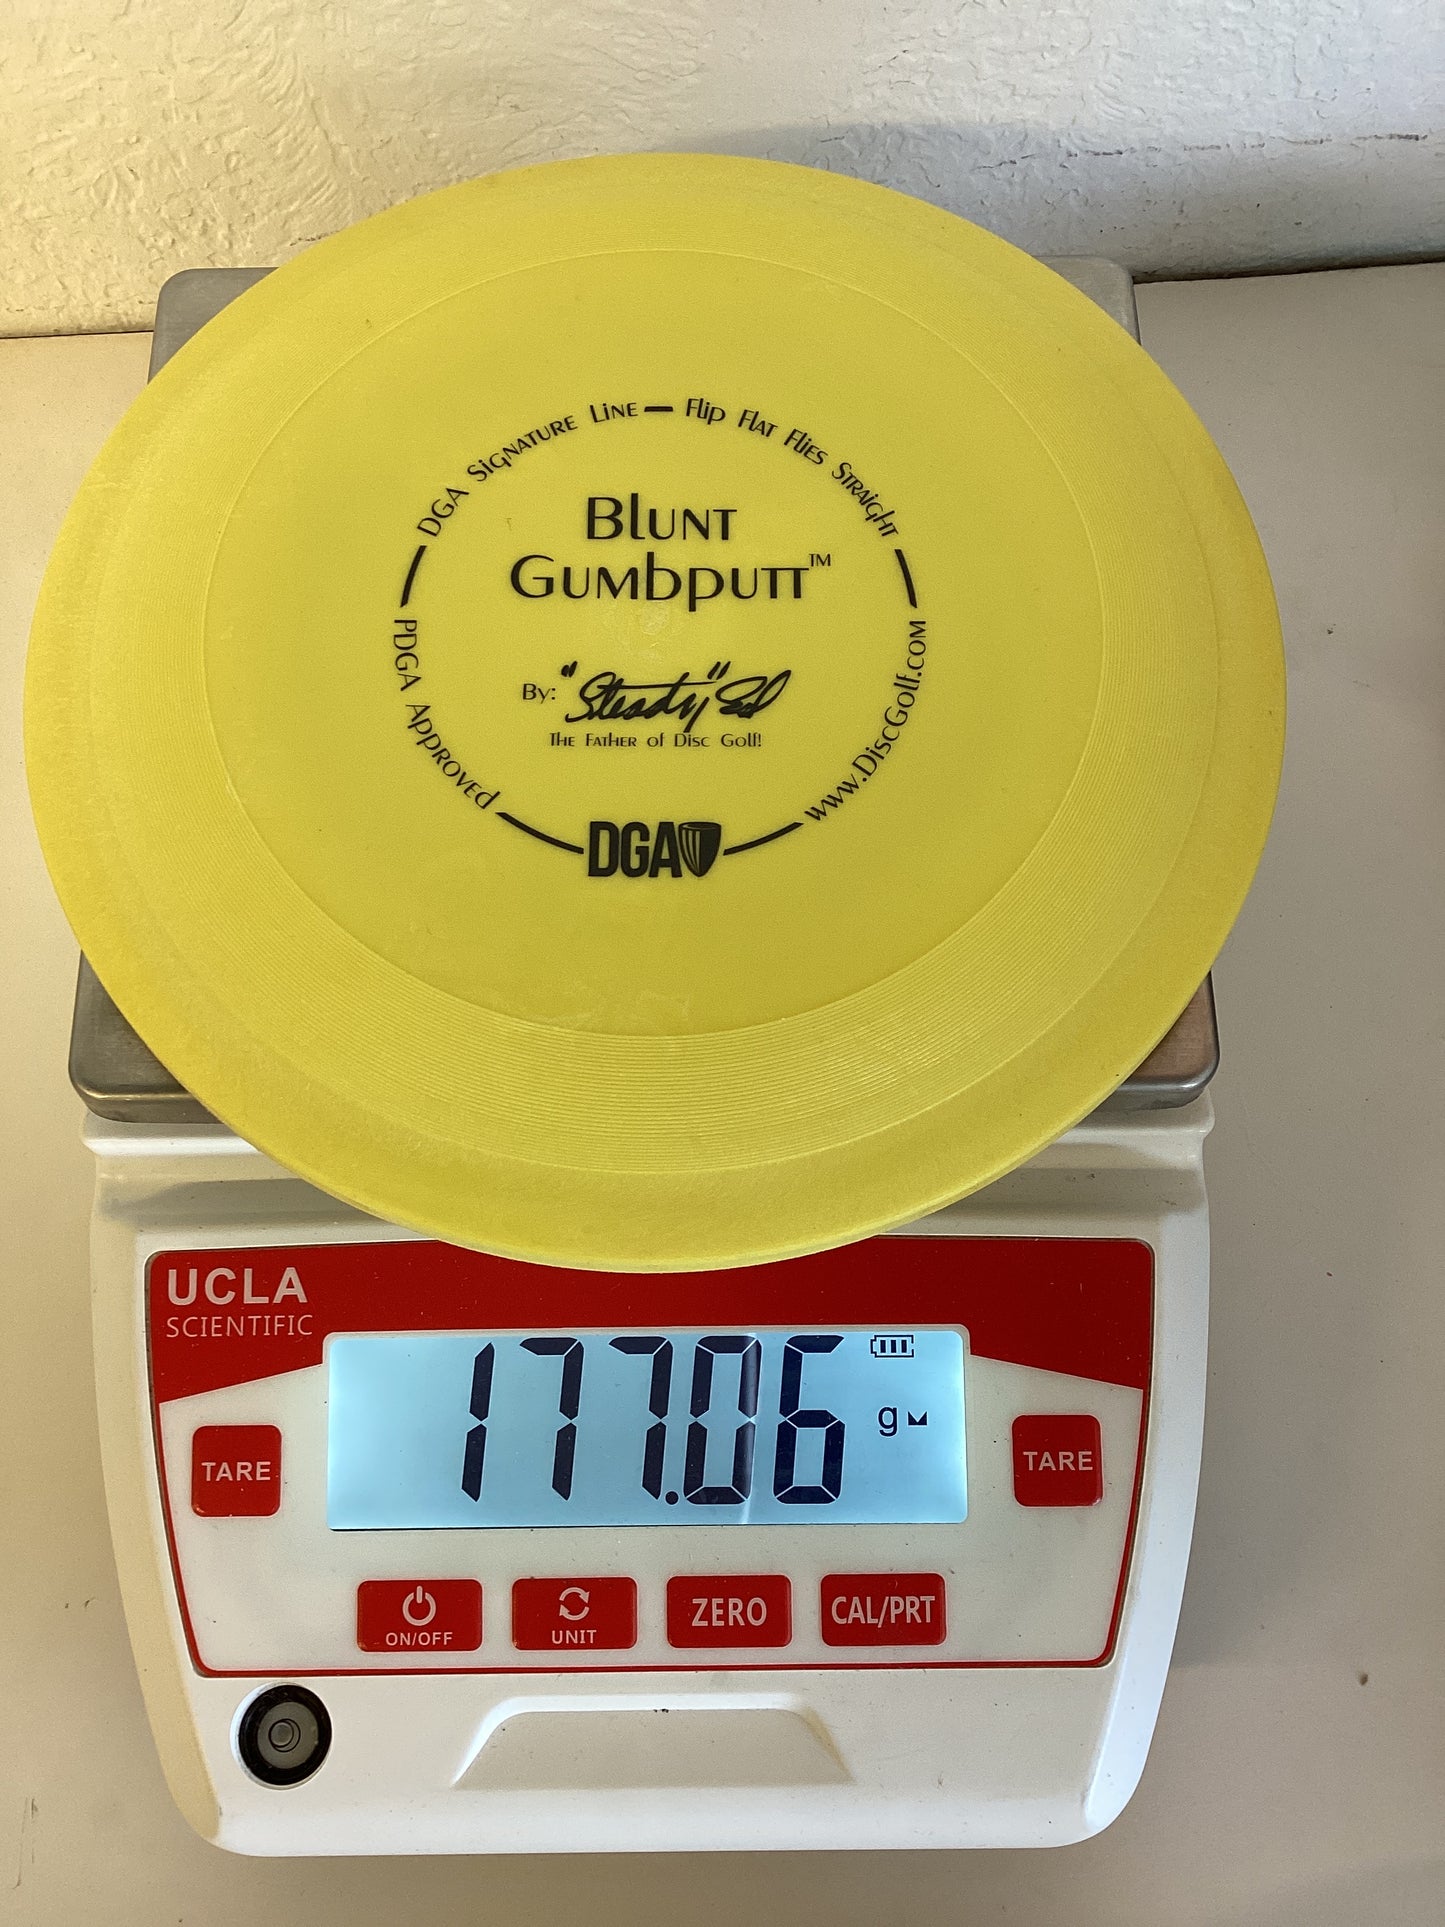 DGA Signature Line — Flip Flat Flies Straight
Blunt
Gumbputt™
By: "Steady" Ed
The Father of Disc Golf!
PDGA Approved
www.DiscGolf.com
DGA
UCLA
SCIENTIFIC
177.06 g
TARE
TARE
ON/OFF
UNIT
ZERO
CAL/PRT